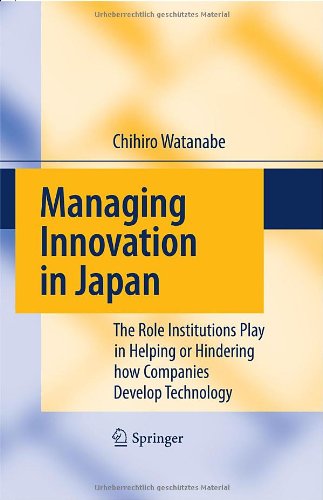 Urheberrechtlich geschütztes Material
Chihiro Watanabe
Managing
Innovation
in Japan
The Role Institutions Play
in Helping or Hindering
how Companies
Develop Technology
Springer
Urheberrechtlich geschütztes Material